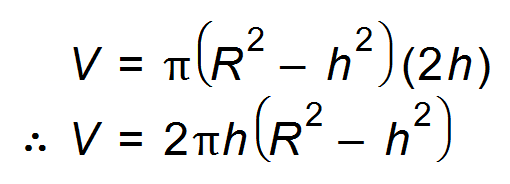 V = π(R² – h²)(2h)
∴ V = 2πh(R² – h²)